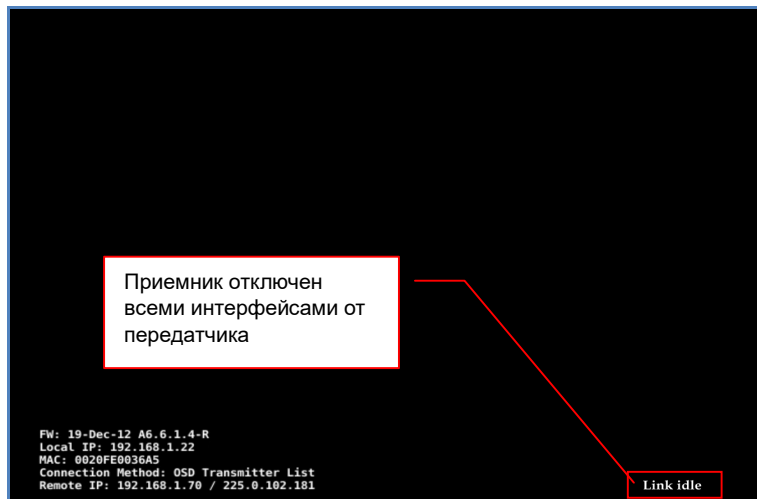 Приемник отключен
всеми интерфейсами от
передатчика
FW: 19-Dec-12 A6.6.1.4-R
Local IP: 192.168.1.22
MAC: 0020FE0036A5
Connection Method: OSD Transmitter List
Remote IP: 192.168.1.70 / 225.0.102.181
Link idle